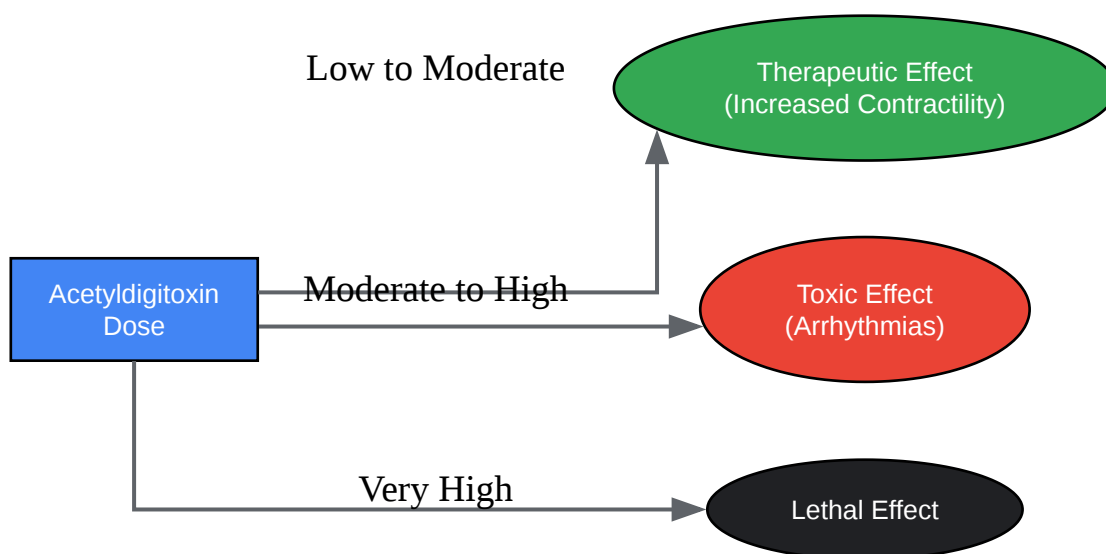 Low to Moderate
Therapeutic Effect
(Increased Contractility)
Acetyldigitoxin
Dose
Moderate to High
Toxic Effect
(Arrhythmias)
Very High
Lethal Effect